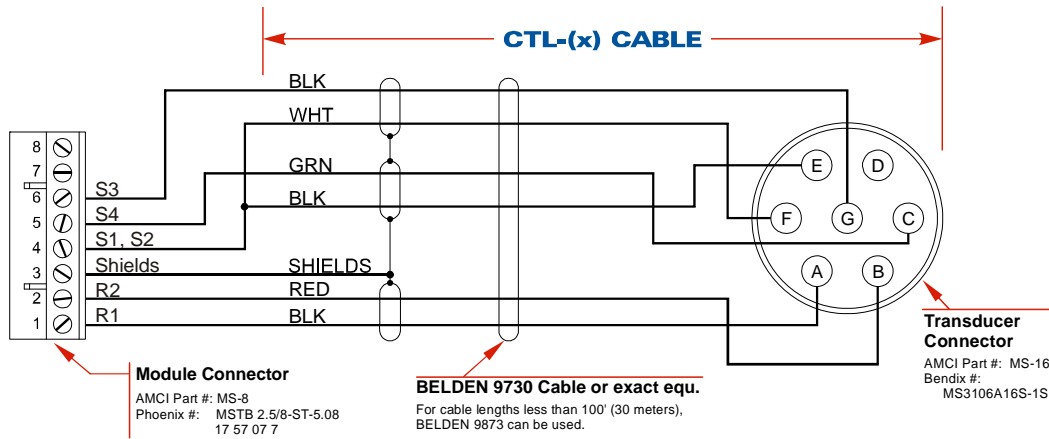 CTL-(x) CABLE
BLK
WHT
GRN
BLK
SHIELDS
RED
BLK
8
7
6
5
4
3
2
1
S3
S4
S1, S2
Shields
R2
R1
E
D
F
G
C
A
B
Module Connector
AMCI Part #: MS-8
Phoenix #: MSTB 2.5/8-ST-5.08
17 57 07 7
BELDEN 9730 Cable or exact equ.
For cable lengths less than 100' (30 meters),
BELDEN 9873 can be used.
Transducer
Connector
AMCI Part #: MS-16
Bendix #:
MS3106A16S-1S